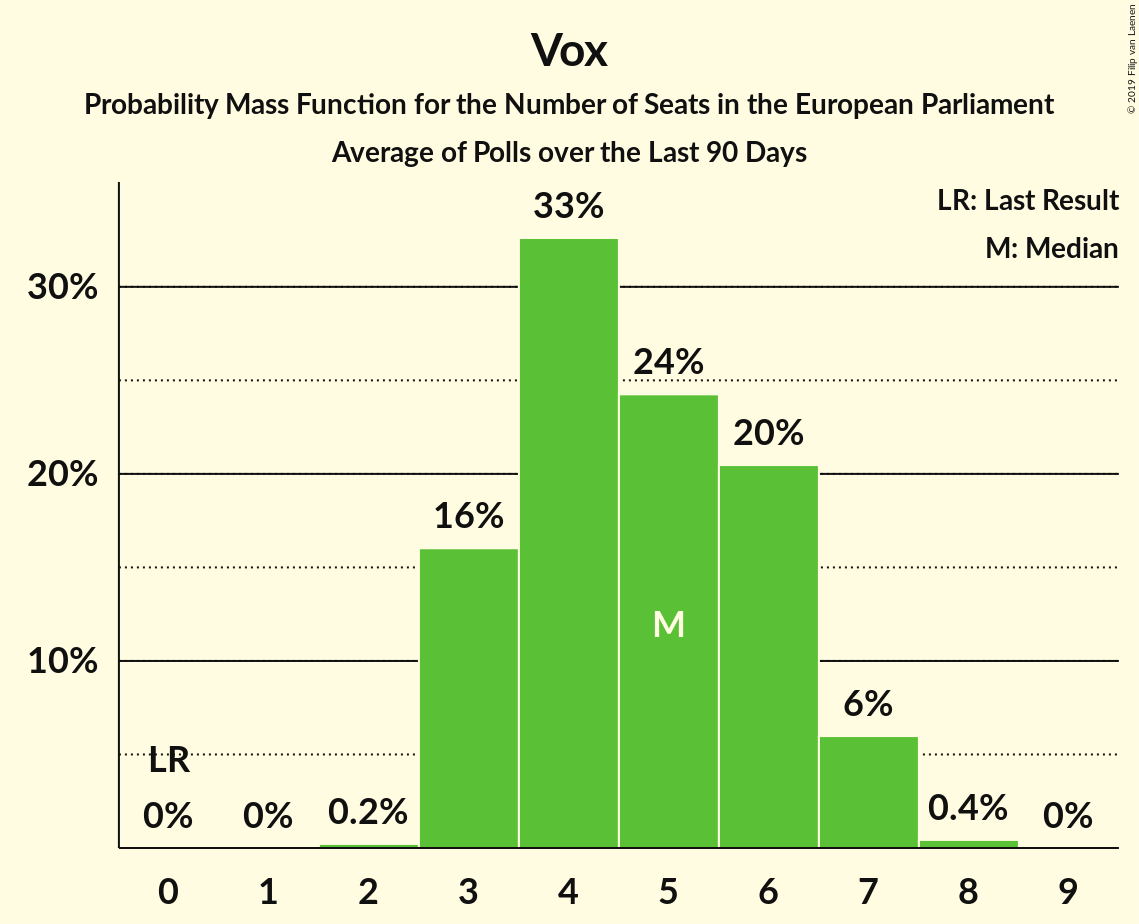 Vox
Probability Mass Function for the Number of Seats in the European Parliament
Average of Polls over the Last 90 Days
© 2019 Filip van Laenen
LR: Last Result
M: Median
33%
30%
24%
20%
20%
16%
M
10%
6%
LR
0%
0%
0.2%
0.4%
0%
0 1 2 3 4 5 6 7 8 9